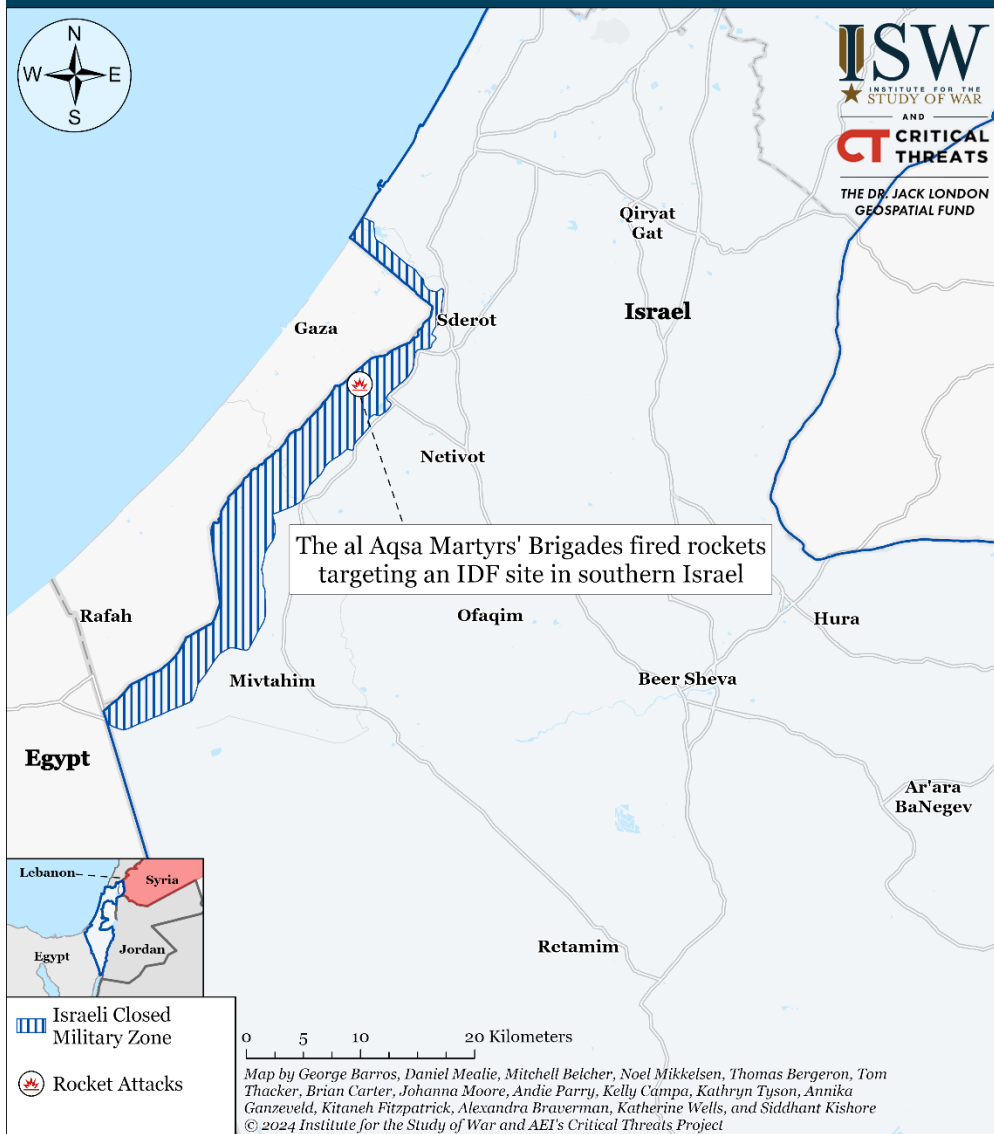 N
W
E
S
ISW
INSTITUTE FOR THE
STUDY OF WAR
AND
CT CRITICAL
THREATS
THE DR. JACK LONDON
GEOSPATIAL FUND
Qiryat
Gat
Israel
Gaza
Sderot
Netivot
The al Aqsa Martyrs' Brigades fired rockets
targeting an IDF site in southern Israel
Rafah
Ofaqim
Hura
Mivtahim
Beer Sheva
Egypt
Ar'ara
BaNegev
Lebanon
Syria
Egypt
Jordan
Retamim
Israeli Closed
Military Zone
Rocket Attacks
0 5 10 20 Kilometers
Map by George Barros, Daniel Mealie, Mitchell Belcher, Noel Mikkelsen, Thomas Bergeron, Tom
Thacker, Brian Carter, Johanna Moore, Andie Parry, Kelly Campa, Kathryn Tyson, Annika
Ganzeveld, Kitaneh Fitzpatrick, Alexandra Braverman, Katherine Wells, and Siddhant Kishore
© 2024 Institute for the Study of War and AEI's Critical Threats Project